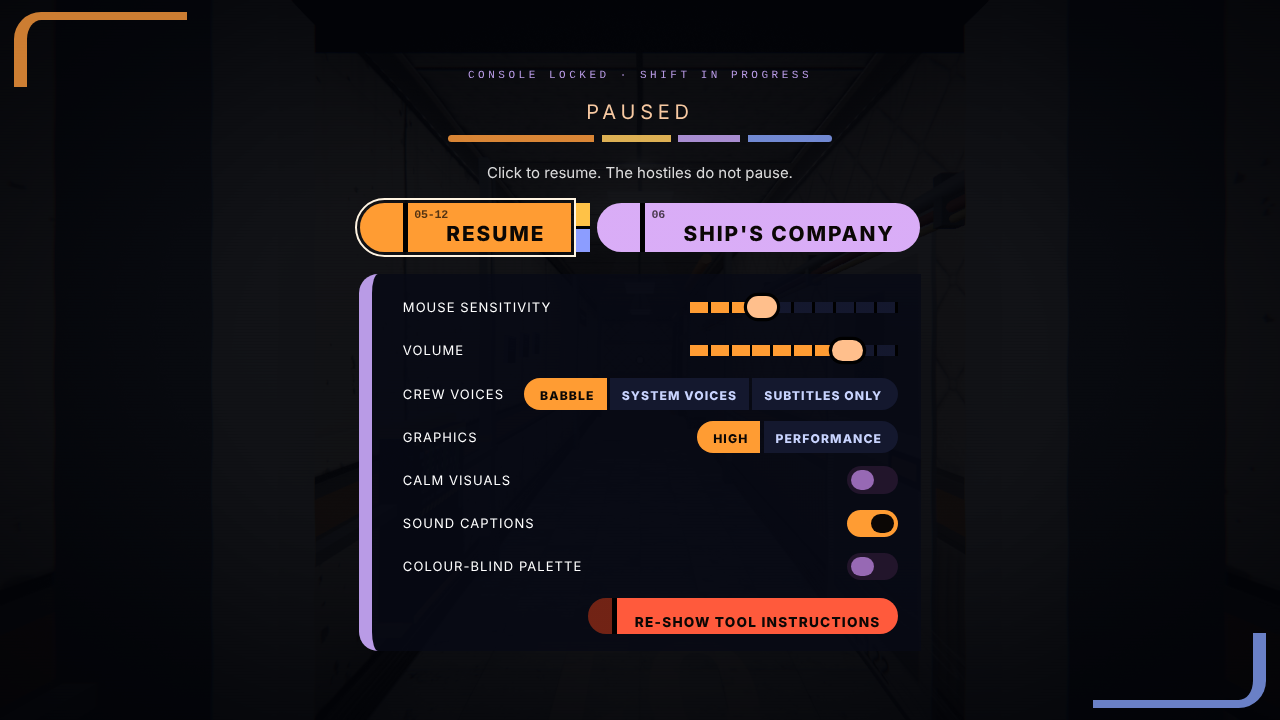 CONSOLE LOCKED · SHIFT IN PROGRESS
PAUSED
Click to resume. The hostiles do not pause.
05-12
RESUME
06
SHIP'S COMPANY
MOUSE SENSITIVITY
VOLUME
CREW VOICES BABBLE SYSTEM VOICES SUBTITLES ONLY
GRAPHICS HIGH PERFORMANCE
CALM VISUALS
SOUND CAPTIONS
COLOUR-BLIND PALETTE
RE-SHOW TOOL INSTRUCTIONS